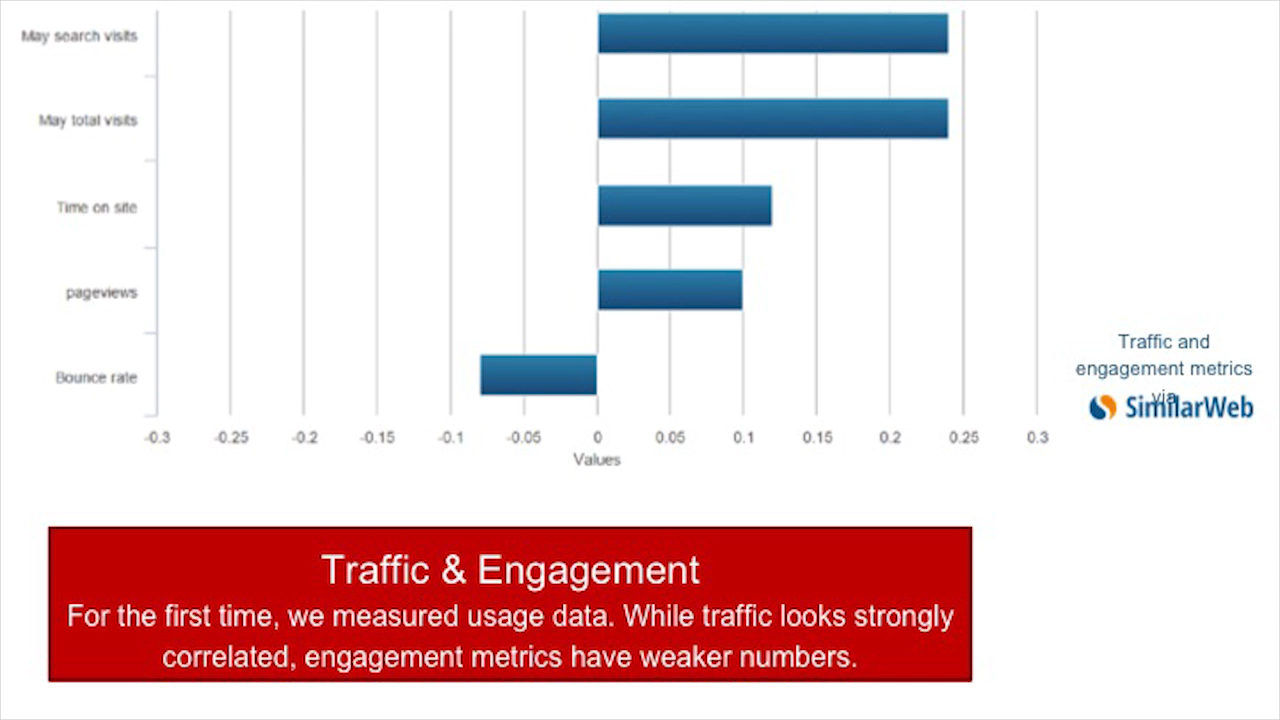 May search visits
May total visits
Time on site
pageviews
Bounce rate
-0.3 -0.25 -0.2 -0.15 -0.1 -0.05 0 0.05 0.1 0.15 0.2 0.25 0.3
Values
Traffic and
engagement metrics
via
SimilarWeb
Traffic & Engagement
For the first time, we measured usage data. While traffic looks strongly
correlated, engagement metrics have weaker numbers.